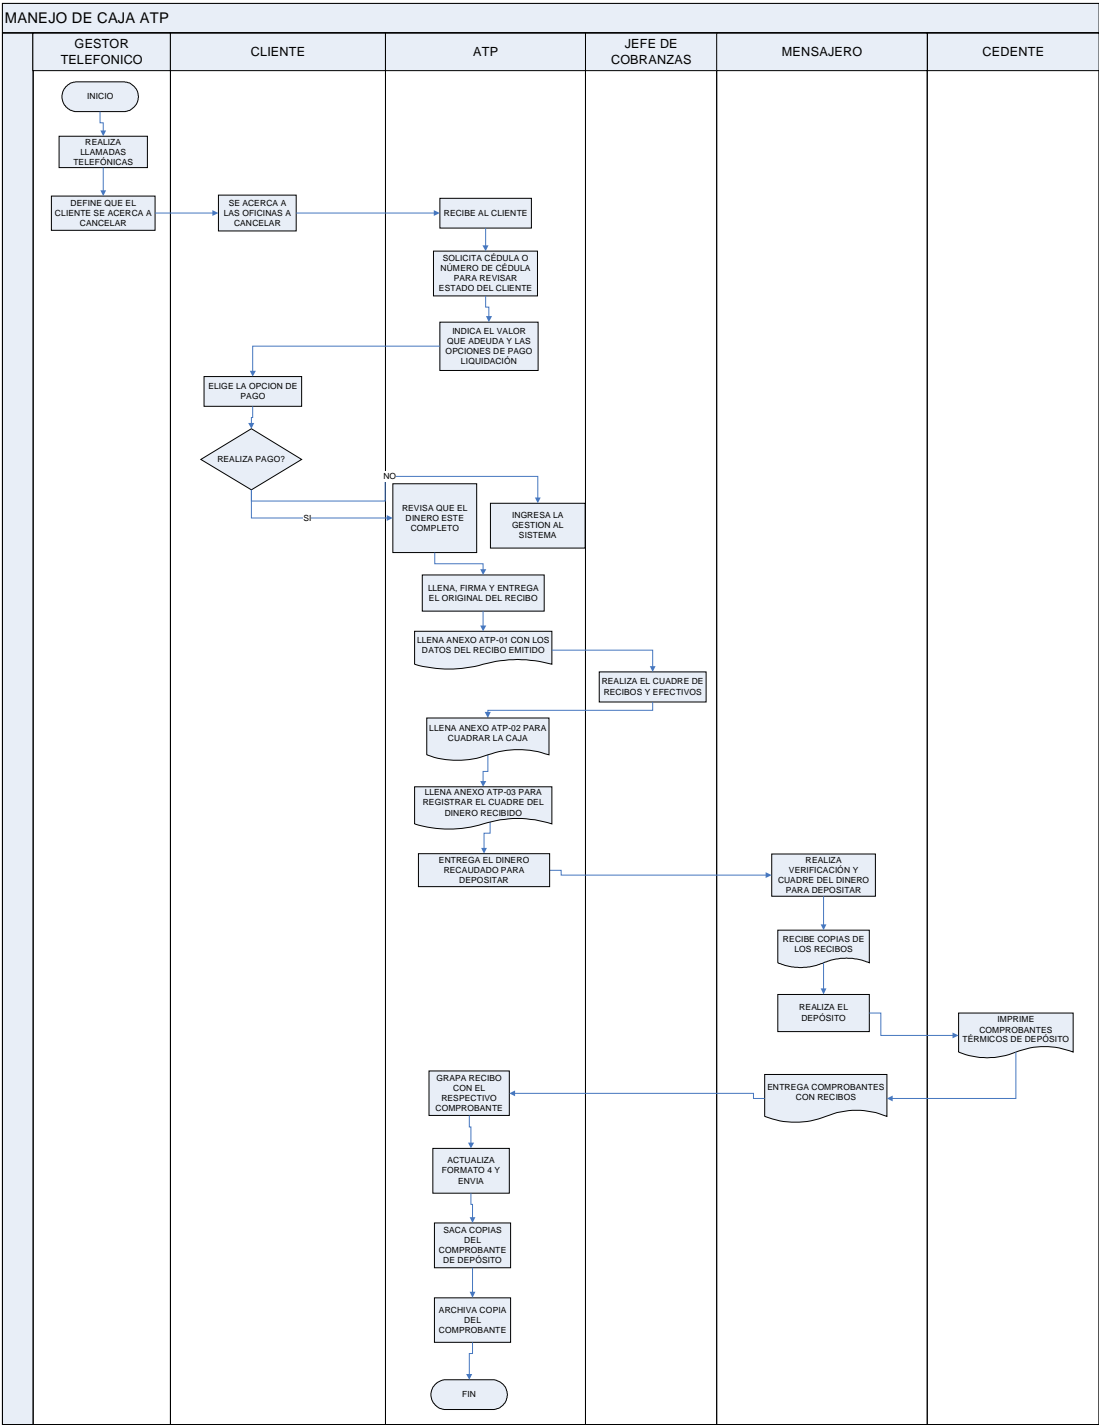 MANEJO DE CAJA ATP
GESTOR
TELEFONICO
CLIENTE
ATP
JEFE DE
COBRANZAS
MENSAJERO
CEDENTE
INICIO
REALIZA
LLAMADAS
TELEFÓNICAS
DEFINE QUE EL
CLIENTE SE ACERCA A
CANCELAR
SE ACERCA A
LAS OFICINAS A
CANCELAR
RECIBE AL CLIENTE
SOLICITA CÉDULA O
NÚMERO DE CÉDULA
PARA REVISAR
ESTADO DEL CLIENTE
INDICA EL VALOR
QUE ADEUDA Y LAS
OPCIONES DE PAGO
LIQUIDACIÓN
ELIGE LA OPCION DE
PAGO
REALIZA PAGO?
NO
SI
REVISA QUE EL
DINERO ESTE
COMPLETO
INGRESA LA
GESTION AL
SISTEMA
LLENA, FIRMA Y ENTREGA
EL ORIGINAL DEL RECIBO
LLENA ANEXO ATP-01 CON LOS
DATOS DEL RECIBO EMITIDO
REALIZA EL CUADRE DE
RECIBOS Y EFECTIVOS
LLENA ANEXO ATP-02 PARA
CUADRAR LA CAJA
LLENA ANEXO ATP-03 PARA
REGISTRAR EL CUADRE DEL
DINERO RECIBIDO
ENTREGA EL DINERO
RECAUDADO PARA
DEPOSITAR
REALIZA
VERIFICACIÓN Y
CUADRE DEL DINERO
PARA DEPOSITAR
RECIBE COPIAS DE
LOS RECIBOS
REALIZA EL
DEPÓSITO
IMPRIME
COMPROBANTES
TÉRMICOS DE DEPÓSITO
ENTREGA COMPROBANTES
CON RECIBOS
GRAPA RECIBO
CON EL
RESPECTIVO
COMPROBANTE
ACTUALIZA
FORMATO 4 Y
ENVIA
SACA COPIAS
DEL
COMPROBANTE
DE DEPÓSITO
ARCHIVA COPIA
DEL
COMPROBANTE
FIN